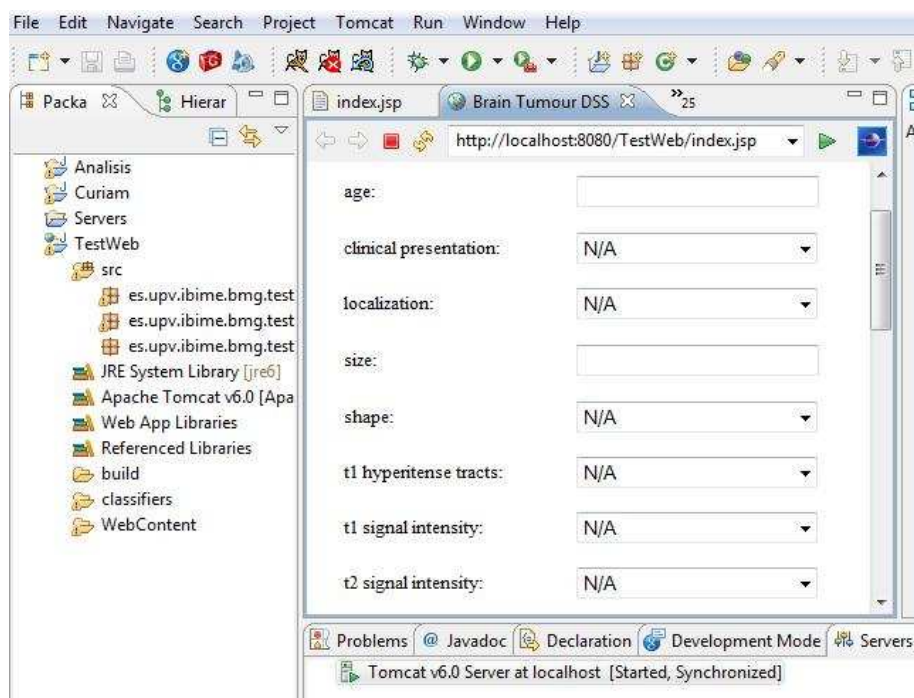 File Edit Navigate Search Project Tomcat Run Window Help
Packa Hierar
Analisis
Curiam
Servers
TestWeb
src
es.upv.ibime.bmg.test
es.upv.ibime.bmg.test
es.upv.ibime.bmg.test
JRE System Library [jre6]
Apache Tomcat v6.0 [Apa
Web App Libraries
Referenced Libraries
build
classifiers
WebContent
index.jsp Brain Tumour DSS »25
http://localhost:8080/TestWeb/index.jsp
age:
clinical presentation: N/A
localization: N/A
size:
shape: N/A
t1 hyperitense tracts: N/A
t1 signal intensity: N/A
t2 signal intensity: N/A
Problems @ Javadoc Declaration Development Mode Servers
Tomcat v6.0 Server at localhost [Started, Synchronized]